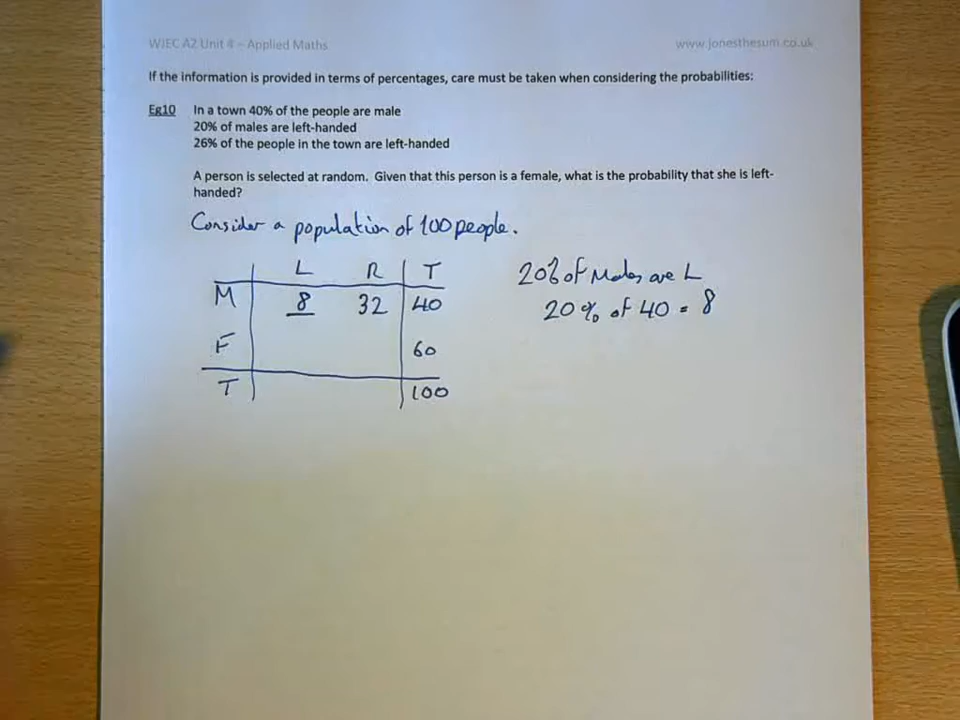 WJEC A2 Unit 4 – Applied Maths www.jonesthesum.co.uk
If the information is provided in terms of percentages, care must be taken when considering the probabilities:
Eg10 In a town 40% of the people are male
20% of males are left-handed
26% of the people in the town are left-handed
A person is selected at random. Given that this person is a female, what is the probability that she is left-
handed?
Consider a population of 100 people.
L R T
M 8 32 40
F 60
T 100
20% of Males are L
20% of 40 = 8